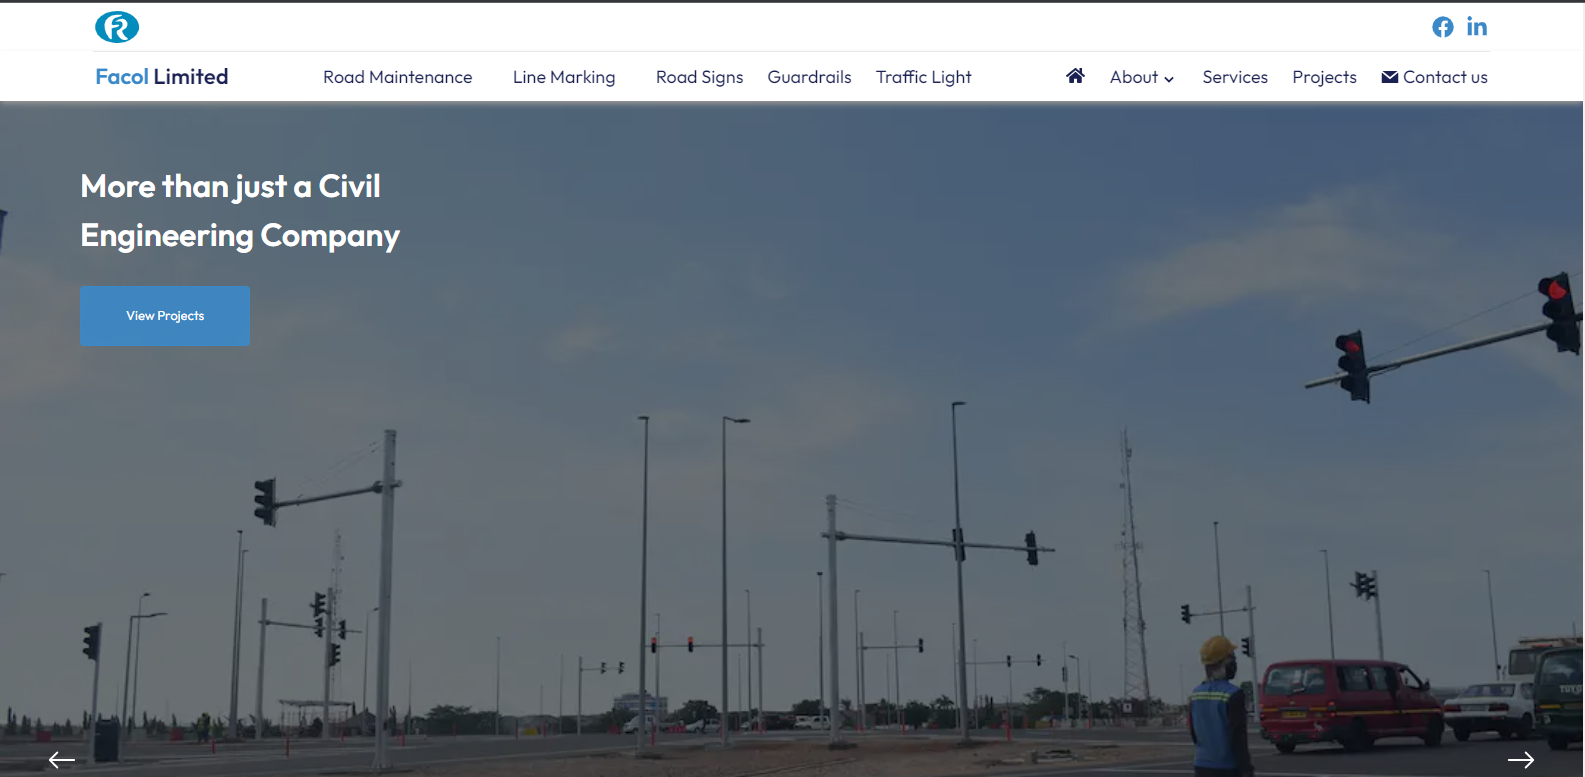 Facol Limited
Road Maintenance
Line Marking
Road Signs
Guardrails
Traffic Light
About
Services
Projects
Contact us
More than just a Civil
Engineering Company
View Projects
TOYOTA